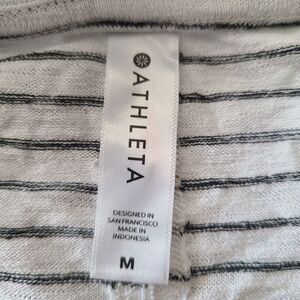 ATHLETA
DESIGNED IN
SAN FRANCISCO
MADE IN
INDONESIA
M